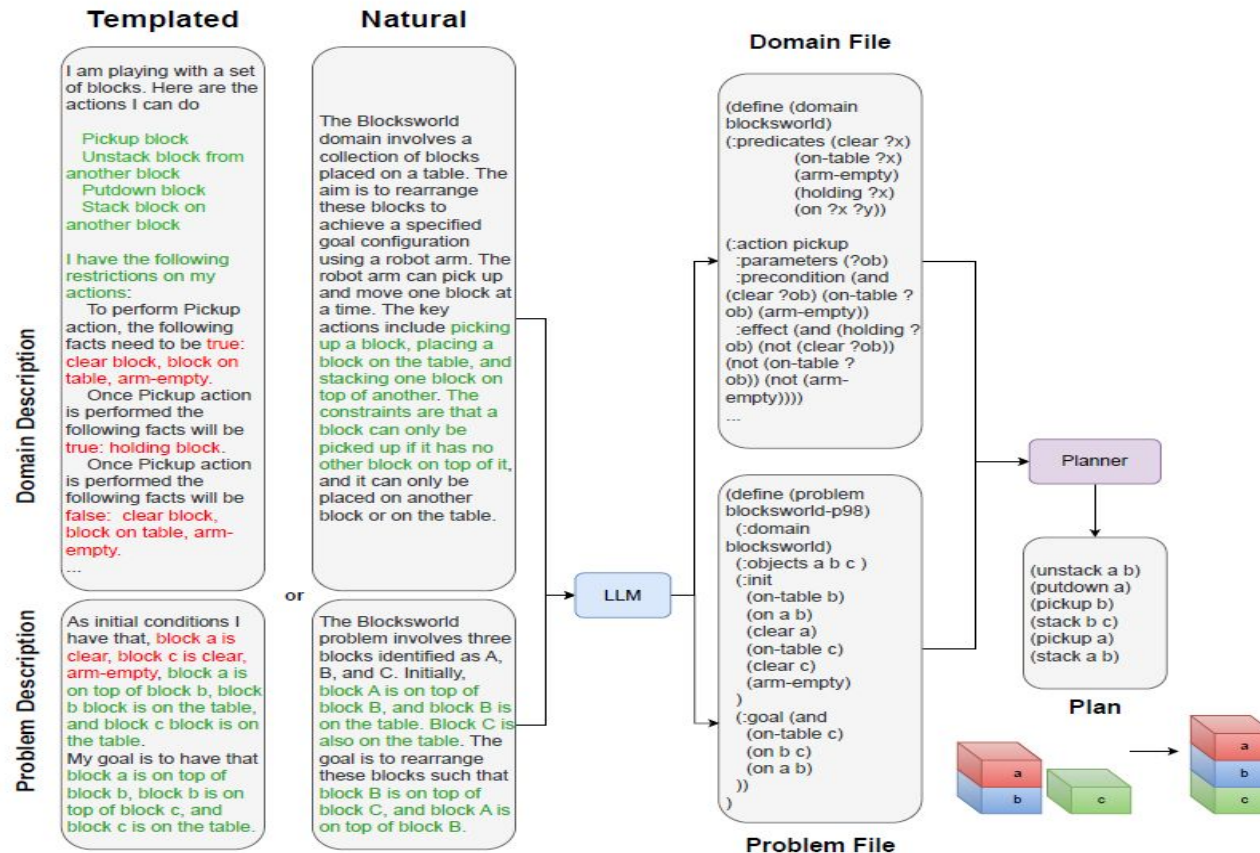 Templated
Natural
Domain Description
I am playing with a set
of blocks. Here are the
actions I can do
Pickup block
Unstack block from
another block
Putdown block
Stack block on
another block
I have the following
restrictions on my
actions:
To perform Pickup
action, the following
facts need to be true:
clear block, block on
table, arm-empty.
Once Pickup action
is performed the
following facts will be
true: holding block.
Once Pickup action
is performed the
following facts will be
false: clear block,
block on table, arm-
empty.
...
The Blocksworld
domain involves a
collection of blocks
placed on a table. The
aim is to rearrange
these blocks to
achieve a specified
goal configuration
using a robot arm. The
robot arm can pick up
and move one block at
a time. The key
actions include picking
up a block, placing a
block on the table, and
stacking one block on
top of another. The
constraints are that a
block can only be
picked up if it has no
other block on top of it,
and it can only be
placed on another
block or on the table.
or
Problem Description
As initial conditions I
have that, block a is
clear, block c is clear,
arm-empty, block a is
on top of block b, block
b block is on the table,
and block c block is on
the table.
My goal is to have that
block a is on top of
block b, block b is on
top of block c, and
block c is on the table.
The Blocksworld
problem involves three
blocks identified as A,
B, and C. Initially,
block A is on top of
block B, and block B is
on the table. Block C is
also on the table. The
goal is to rearrange
these blocks such that
block B is on top of
block C, and block A is
on top of block B.
LLM
Domain File
(define (domain
blocksworld)
(:predicates (clear ?x)
(on-table ?x)
(arm-empty)
(holding ?x)
(on ?x ?y))
(:action pickup
:parameters (?ob)
:precondition (and
(clear ?ob) (on-table ?
ob) (arm-empty))
:effect (and (holding ?
ob) (not (clear ?ob))
(not (on-table ?
ob)) (not (arm-
empty))))
...
(define (problem
blocksworld-p98)
(:domain
blocksworld)
(:objects a b c )
(:init
(on-table b)
(on a b)
(clear a)
(on-table c)
(clear c)
(arm-empty)
)
(:goal (and
(on-table c)
(on b c)
(on a b)
))
)
Problem File
Planner
(unstack a b)
(putdown a)
(pickup b)
(stack b c)
(pickup a)
(stack a b)
Plan
a
b
c
a
b
c